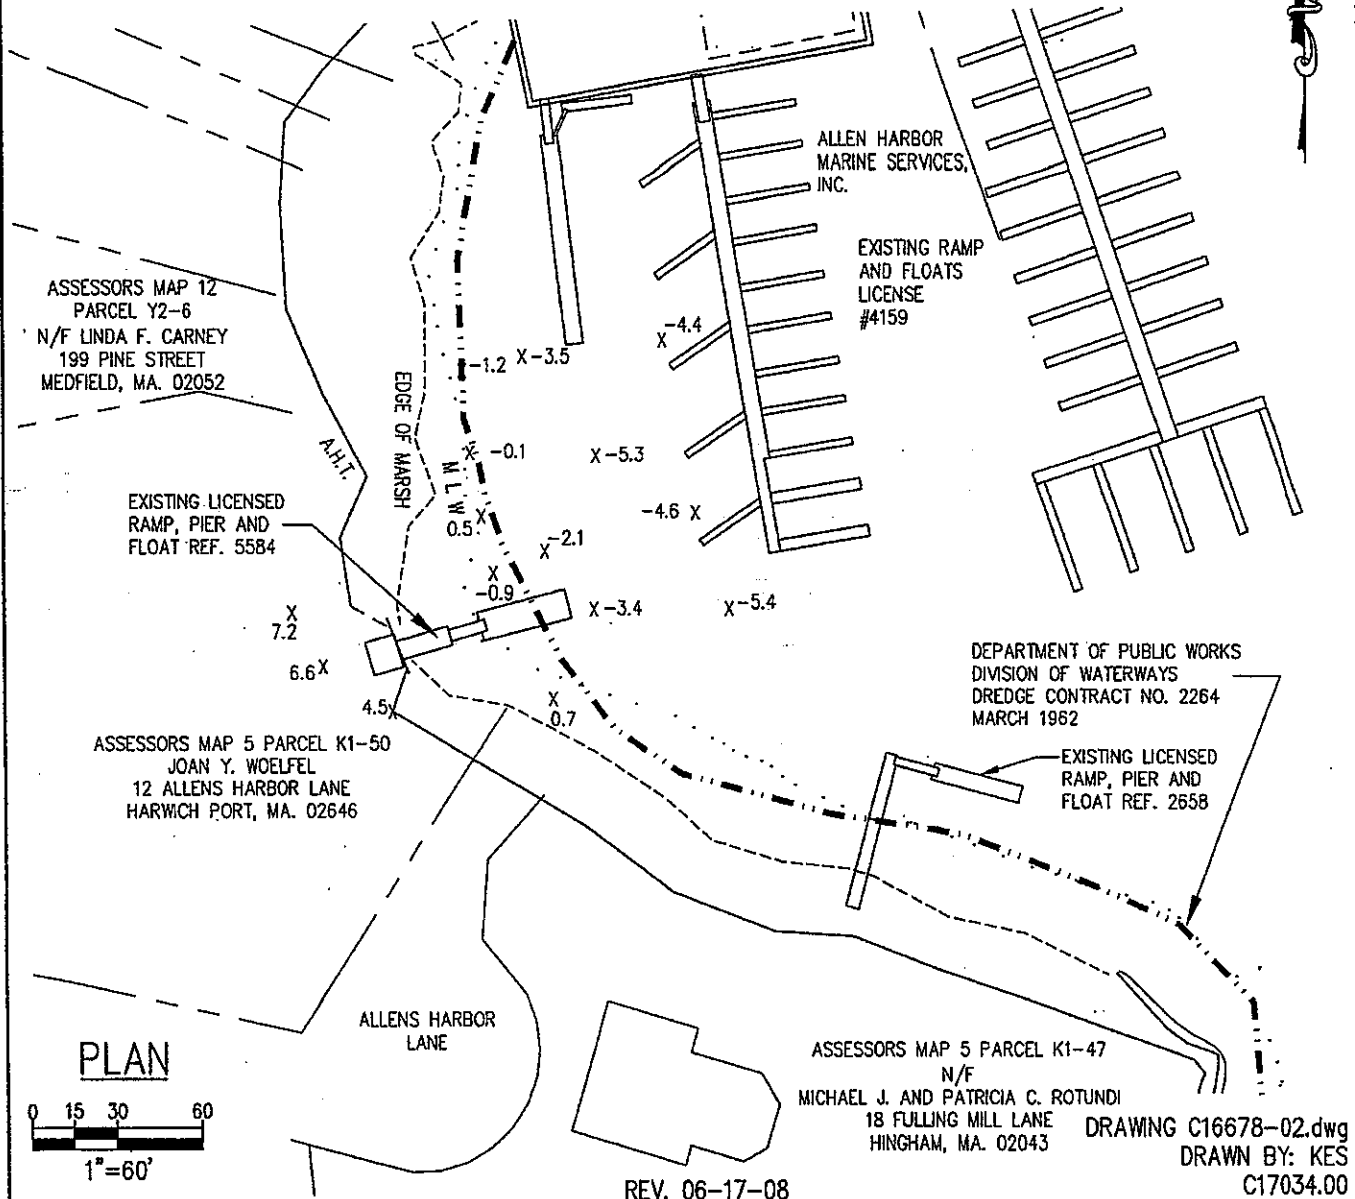 ALLEN HARBOR
MARINE SERVICES,
INC.
EXISTING RAMP
AND FLOATS
LICENSE
#4159
ASSESSORS MAP 12
PARCEL Y2-6
N/F LINDA F. CARNEY
199 PINE STREET
MEDFIELD, MA. 02052
A.H.T.
EDGE OF MARSH
M L W
-1.2
X -3.5
X -4.4
X -0.1
X -5.3
-4.6 X
0.5 X
X -2.1
X
-0.9
X -3.4
X -5.4
EXISTING LICENSED
RAMP, PIER AND
FLOAT REF. 5584
X
7.2
6.6 X
4.5 X
X
0.7
ASSESSORS MAP 5 PARCEL K1-50
JOAN Y. WOELFEL
12 ALLENS HARBOR LANE
HARWICH PORT, MA. 02646
DEPARTMENT OF PUBLIC WORKS
DIVISION OF WATERWAYS
DREDGE CONTRACT NO. 2264
MARCH 1962
EXISTING LICENSED
RAMP, PIER AND
FLOAT REF. 2658
ALLENS HARBOR
LANE
PLAN
0 15 30 60
1"=60'
ASSESSORS MAP 5 PARCEL K1-47
N/F
MICHAEL J. AND PATRICIA C. ROTUNDI
18 FULLING MILL LANE
HINGHAM, MA. 02043
DRAWING C16678-02.dwg
DRAWN BY: KES
C17034.00
REV. 06-17-08